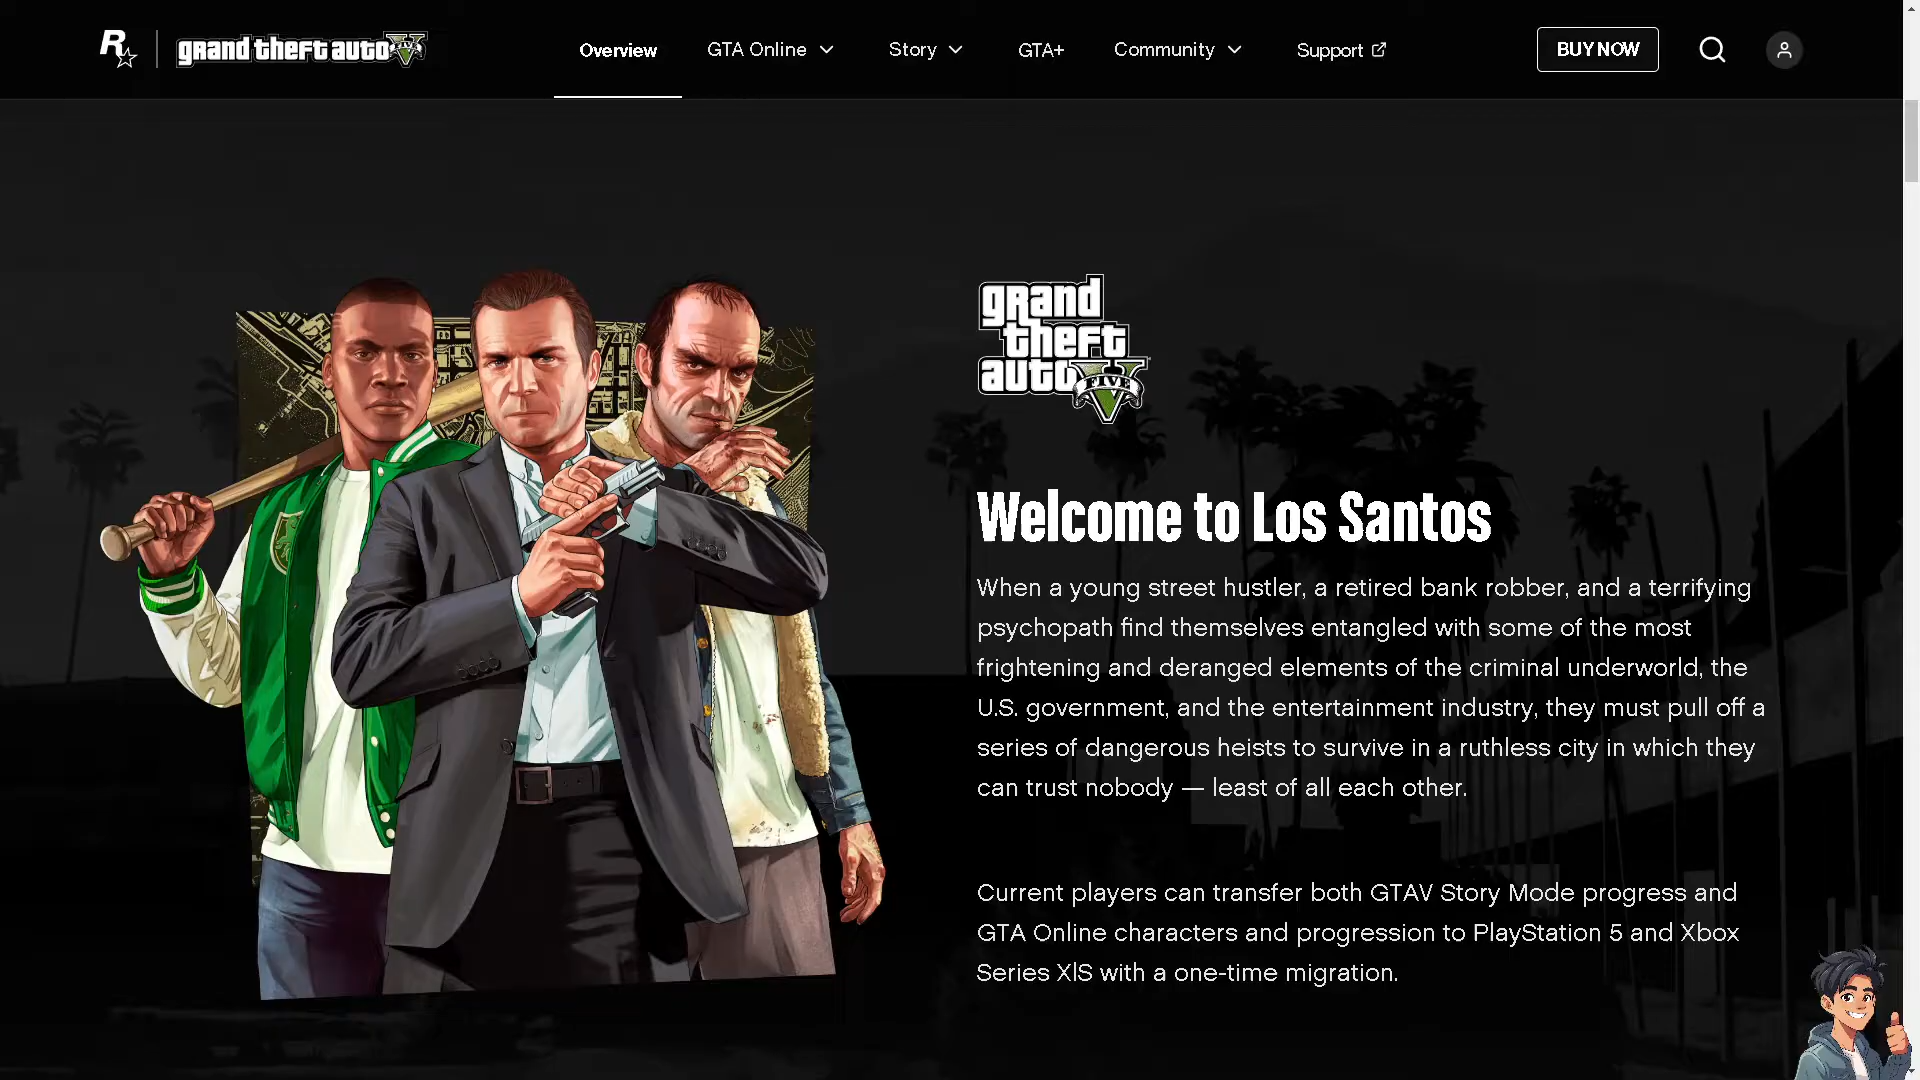 R
grand theft auto V FIVE
Overview
GTA Online
Story
GTA+
Community
Support
BUY NOW
grand
theft
auto V
FIVE
Welcome to Los Santos
When a young street hustler, a retired bank robber, and a terrifying
psychopath find themselves entangled with some of the most
frightening and deranged elements of the criminal underworld, the
U.S. government, and the entertainment industry, they must pull off a
series of dangerous heists to survive in a ruthless city in which they
can trust nobody — least of all each other.
Current players can transfer both GTAV Story Mode progress and
GTA Online characters and progression to PlayStation 5 and Xbox
Series X|S with a one-time migration.